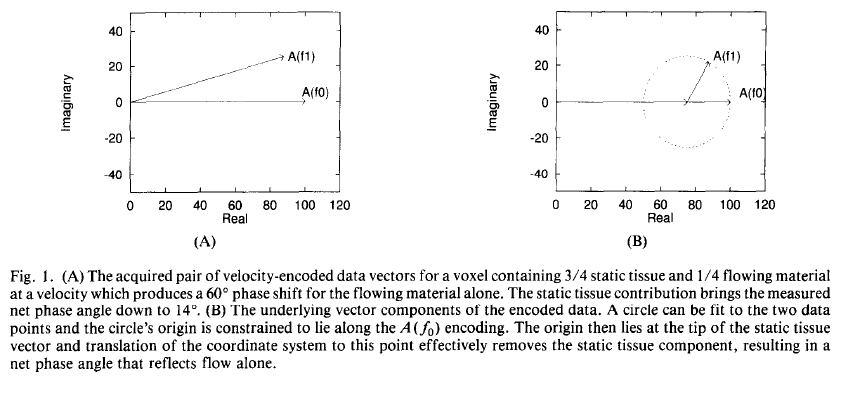 40
20
0
-20
-40
Imaginary
A(f1)
A(f0)
0 20 40 60 80 100 120
Real
(A)
40
20
0
-20
-40
Imaginary
A(f1)
A(f0)
0 20 40 60 80 100 120
Real
(B)
Fig. 1. (A) The acquired pair of velocity-encoded data vectors for a voxel containing 3/4 static tissue and 1/4 flowing material
at a velocity which produces a 60° phase shift for the flowing material alone. The static tissue contribution brings the measured
net phase angle down to 14°. (B) The underlying vector components of the encoded data. A circle can be fit to the two data
points and the circle's origin is constrained to lie along the A(f₀) encoding. The origin then lies at the tip of the static tissue
vector and translation of the coordinate system to this point effectively removes the static tissue component, resulting in a
net phase angle that reflects flow alone.